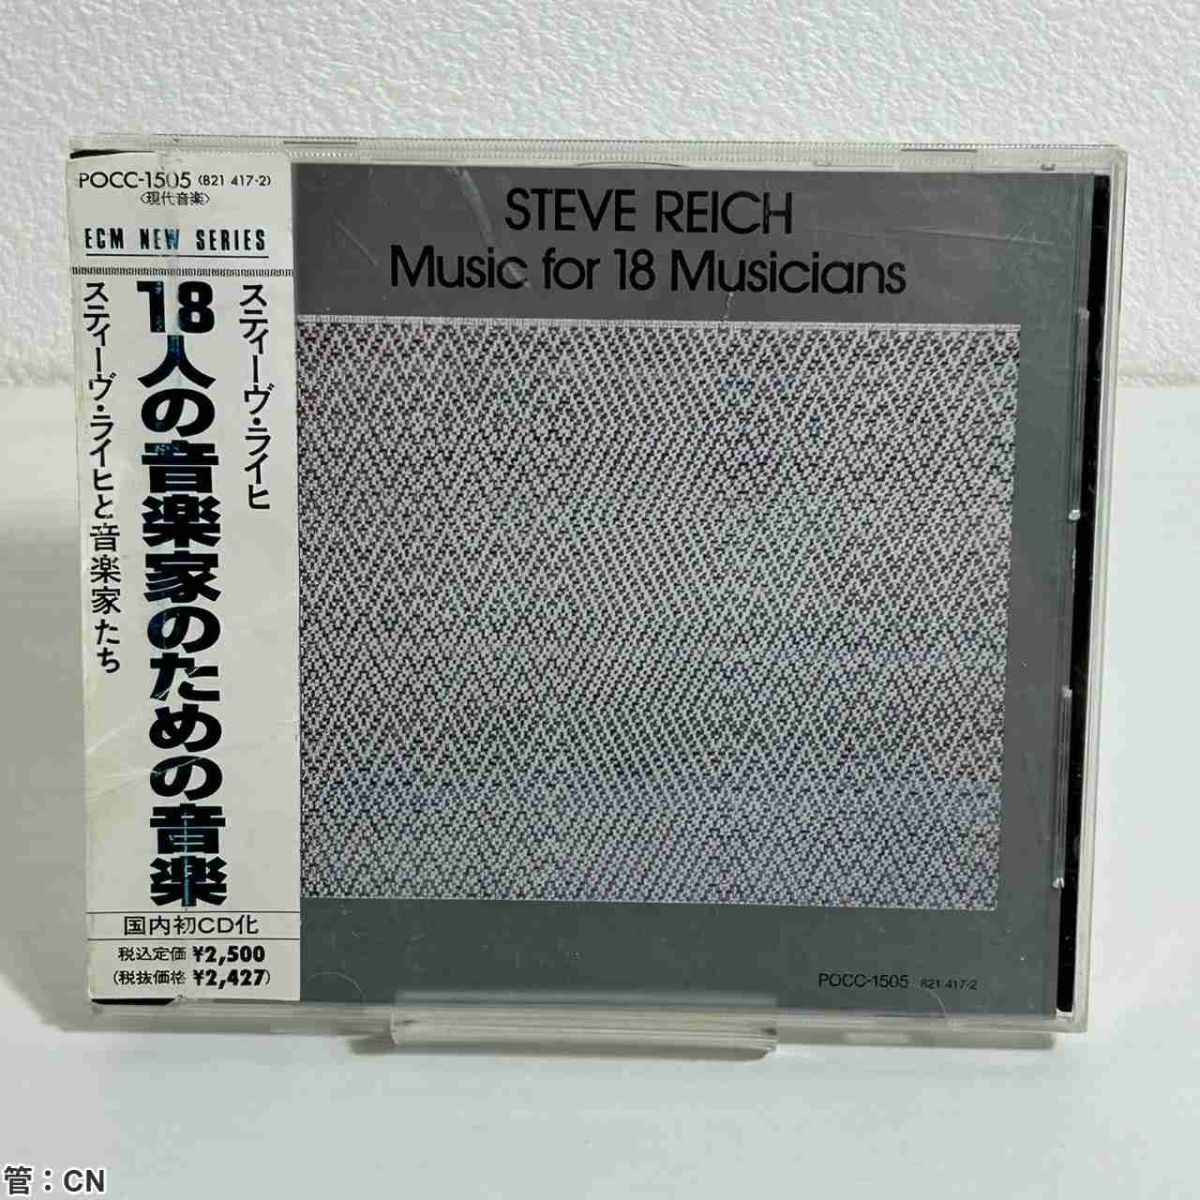 POCC-1505 (821 417-2)
〈現代音楽〉
ECM NEW SERIES
スティーヴ・ライヒ
18人の音楽家のための音楽
スティーヴ・ライヒと音楽家たち
国内初CD化
税込定価 ¥2,500
(税抜価格 ¥2,427)
STEVE REICH
Music for 18 Musicians
POCC-1505 821 417-2
管：CN